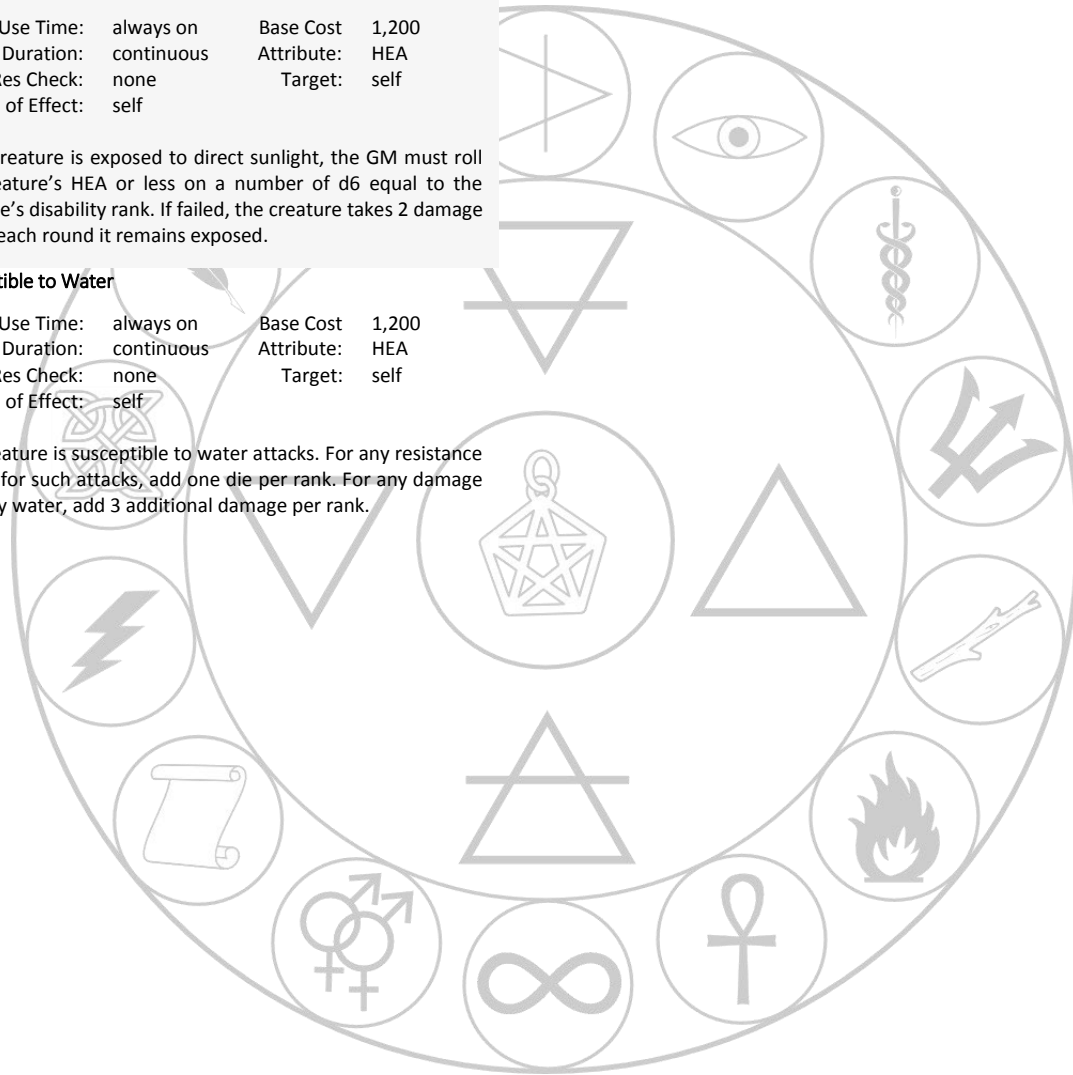 Use Time: always on Base Cost 1,200
Duration: continuous Attribute: HEA
Res Check: none Target: self
of Effect: self
reature is exposed to direct sunlight, the GM must roll
eature's HEA or less on a number of d6 equal to the
e's disability rank. If failed, the creature takes 2 damage
each round it remains exposed.
tible to Water
Use Time: always on Base Cost 1,200
Duration: continuous Attribute: HEA
Res Check: none Target: self
of Effect: self
eature is susceptible to water attacks. For any resistance
for such attacks, add one die per rank. For any damage
y water, add 3 additional damage per rank.